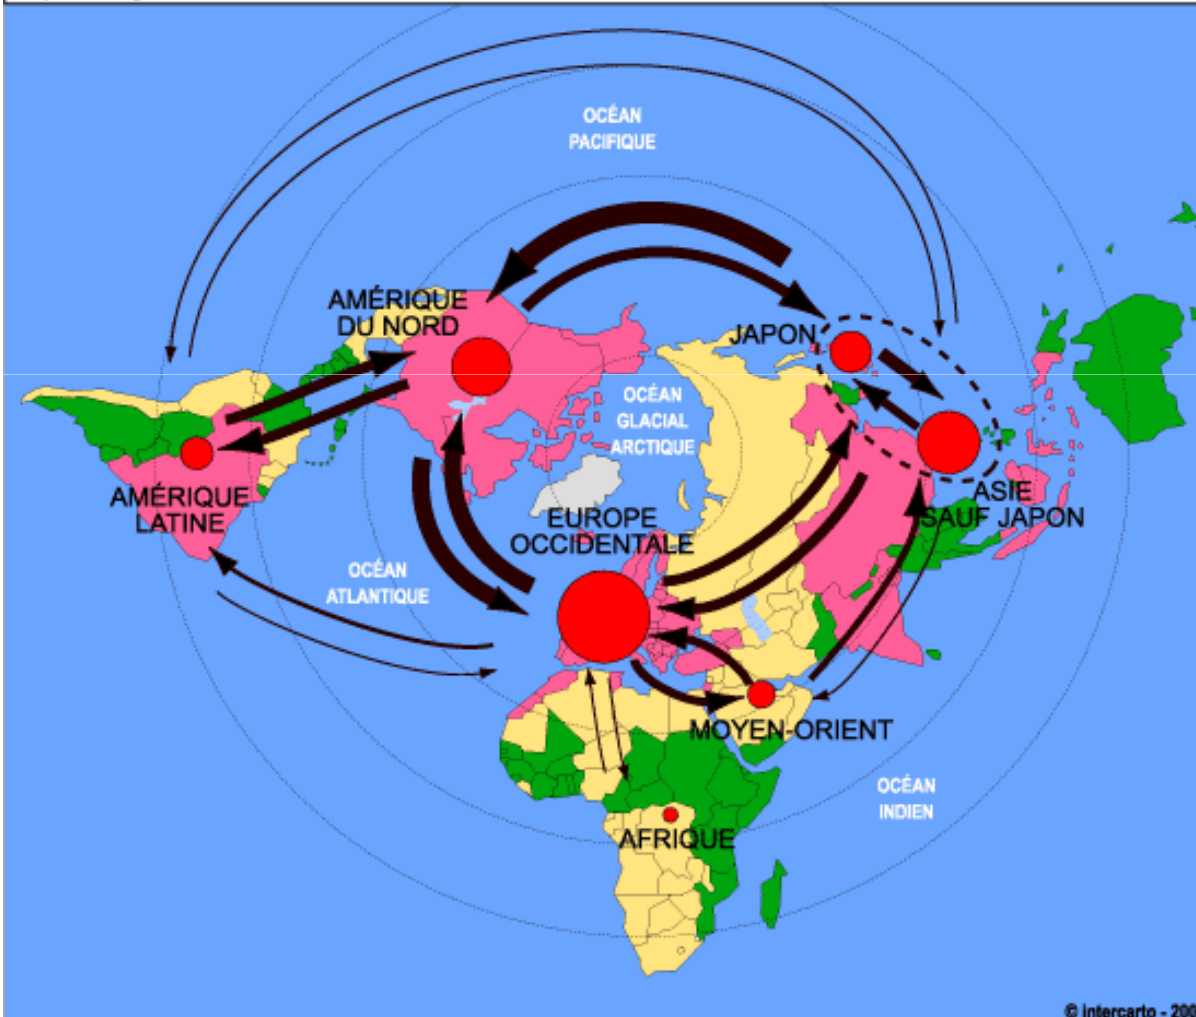 OCÉAN
PACIFIQUE
AMÉRIQUE
DU NORD
JAPON
OCÉAN
GLACIAL
ARCTIQUE
AMÉRIQUE
LATINE
ASIE
SAUF JAPON
EUROPE
OCCIDENTALE
OCÉAN
ATLANTIQUE
MOYEN-ORIENT
OCÉAN
INDIEN
AFRIQUE
© intercarto - 200